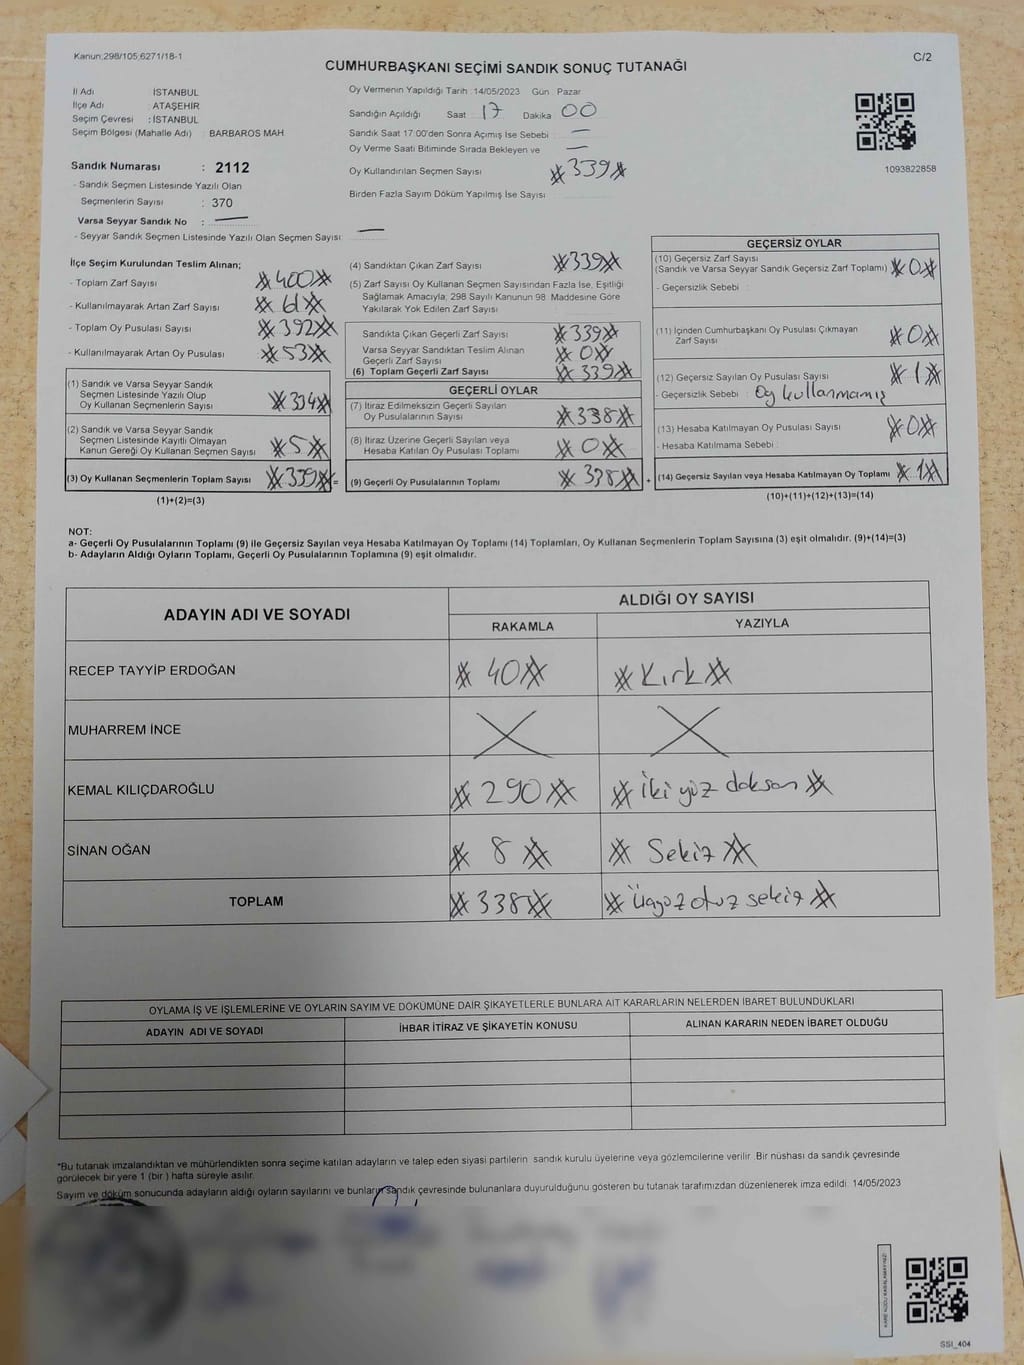 Kanun;298/105;6271/18-1
C/2
CUMHURBAŞKANI SEÇİMİ SANDIK SONUÇ TUTANAĞI
İl Adı İSTANBUL
İlçe Adı : ATAŞEHİR
Seçim Çevresi : İSTANBUL
Seçim Bölgesi (Mahalle Adı) : BARBAROS MAH
Sandık Numarası : 2112
- Sandık Seçmen Listesinde Yazılı Olan
Seçmenlerin Sayısı : 370
Varsa Seyyar Sandık No : —
- Seyyar Sandık Seçmen Listesinde Yazılı Olan Seçmen Sayısı: —
Oy Vermenin Yapıldığı Tarih :14/05/2023 Gün : Pazar
Sandığın Açıldığı Saat 17 Dakika 00
Sandık Saat 17:00'den Sonra Açımış İse Sebebi : —
Oy Verme Saati Bitiminde Sırada Bekleyen ve —
Oy Kullandırılan Seçmen Sayısı 339
Birden Fazla Sayım Döküm Yapılmış İse Sayısı
1093822858
İlçe Seçim Kurulundan Teslim Alınan;
- Toplam Zarf Sayısı 400
- Kullanılmayarak Artan Zarf Sayısı 61
- Toplam Oy Pusulası Sayısı 392
- Kullanılmayarak Artan Oy Pusulası 53
(1) Sandık ve Varsa Seyyar Sandık
Seçmen Listesinde Yazılı Olup
Oy Kullanan Seçmenlerin Sayısı 334
(2) Sandık ve Varsa Seyyar Sandık
Seçmen Listesinde Kayıtlı Olmayan
Kanun Gereği Oy Kullanan Seçmen Sayısı 5
(3) Oy Kullanan Seçmenlerin Toplam Sayısı 339 =
(1)+(2)=(3)
(4) Sandıktan Çıkan Zarf Sayısı 339
(5) Zarf Sayısı Oy Kullanan Seçmen Sayısından Fazla İse, Eşitliği
Sağlamak Amacıyla; 298 Sayılı Kanunun 98. Maddesine Göre
Yakılarak Yok Edilen Zarf Sayısı
Sandıkta Çıkan Geçerli Zarf Sayısı 339
Varsa Seyyar Sandıktan Teslim Alınan
Geçerli Zarf Sayısı 0
(6) Toplam Geçerli Zarf Sayısı 339
GEÇERLİ OYLAR
(7) İtiraz Edilmeksizin Geçerli Sayılan
Oy Pusulalarının Sayısı 338
(8) İtiraz Üzerine Geçerli Sayılan veya
Hesaba Katılan Oy Pusulası Toplamı 0
(9) Geçerli Oy Pusulalarının Toplamı 338 +
GEÇERSİZ OYLAR
(10) Geçersiz Zarf Sayısı
(Sandık ve Varsa Seyyar Sandık Geçersiz Zarf Toplamı) 0
- Geçersizlik Sebebi :
(11) İçinden Cumhurbaşkanı Oy Pusulası Çıkmayan
Zarf Sayısı 0
(12) Geçersiz Sayılan Oy Pusulası Sayısı 1
- Geçersizlik Sebebi : Oy kullanmamış
(13) Hesaba Katılmayan Oy Pusulası Sayısı 0
- Hesaba Katılmama Sebebi :
(14) Geçersiz Sayılan veya Hesaba Katılmayan Oy Toplamı 1
(10)+(11)+(12)+(13)=(14)
NOT:
a- Geçerli Oy Pusulalarının Toplamı (9) ile Geçersiz Sayılan veya Hesaba Katılmayan Oy Toplamı (14) Toplamları, Oy Kullanan Seçmenlerin Toplam Sayısına (3) eşit olmalıdır. (9)+(14)=(3)
b- Adayların Aldığı Oyların Toplamı, Geçerli Oy Pusulalarının Toplamına (9) eşit olmalıdır.
ADAYIN ADI VE SOYADI
ALDIĞI OY SAYISI
RAKAMLA YAZIYLA
RECEP TAYYİP ERDOĞAN 40 Kırk
MUHARREM İNCE
KEMAL KILIÇDAROĞLU 290 İki yüz doksan
SİNAN OĞAN 8 Sekiz
TOPLAM 338 Üçyüz otuz sekiz
OYLAMA İŞ VE İŞLEMLERİNE VE OYLARIN SAYIM VE DÖKÜMÜNE DAİR ŞİKAYETLERLE BUNLARA AİT KARARLARIN NELERDEN İBARET BULUNDUKLARI
ADAYIN ADI VE SOYADI İHBAR İTİRAZ VE ŞİKAYETİN KONUSU ALINAN KARARIN NEDEN İBARET OLDUĞU
*Bu tutanak imzalandıktan ve mühürlendikten sonra seçime katılan adayların ve talep eden siyasi partilerin sandık kurulu üyelerine veya gözlemcilerine verilir. Bir nüshası da sandık çevresinde
görülecek bir yere 1 (bir ) hafta süreyle asılır.
Sayım ve döküm sonucunda adayların aldığı oyların sayılarını ve bunların sandık çevresinde bulunanlara duyurulduğunu gösteren bu tutanak tarafımızdan düzenlenerek imza edildi. 14/05/2023
SSI_404